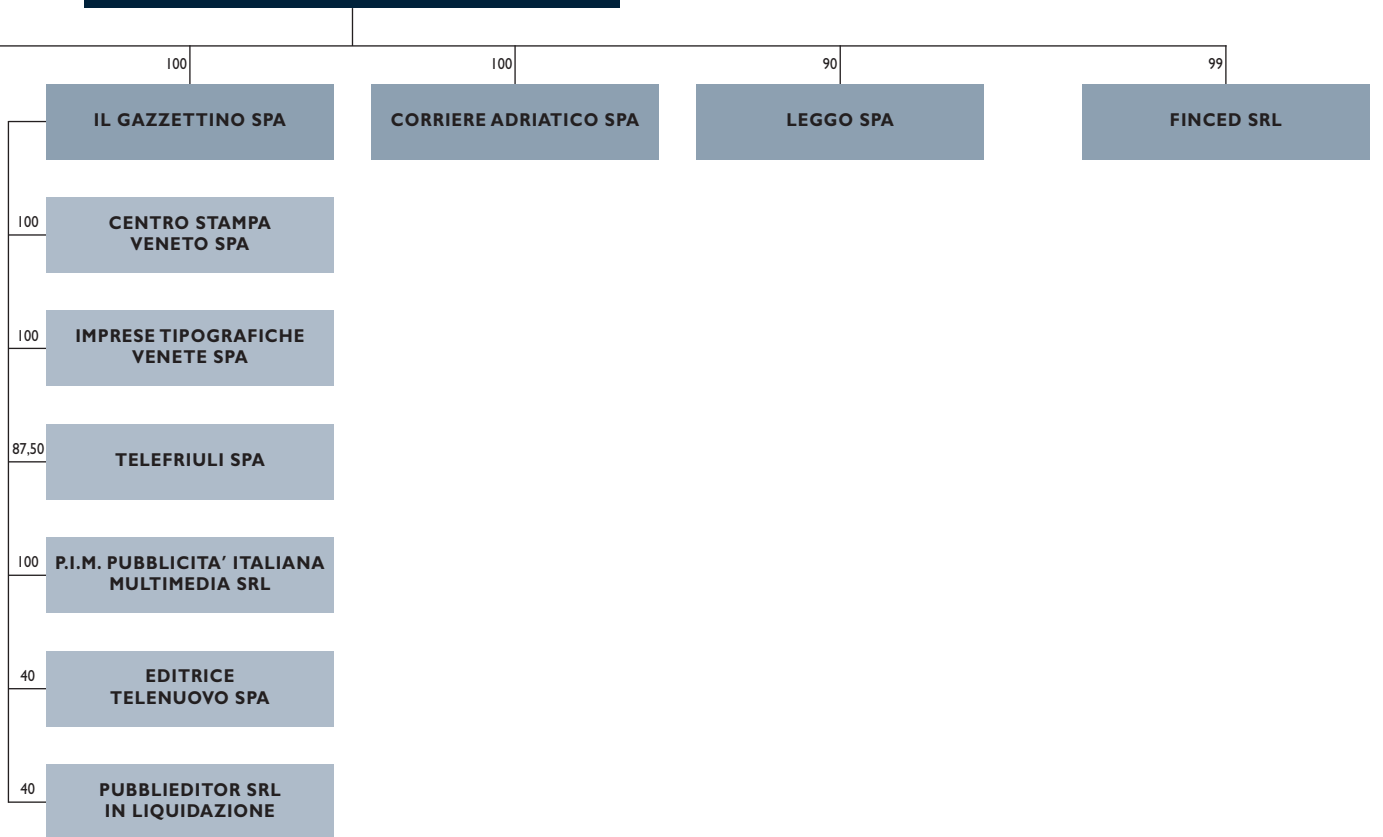 100
100
90
99
IL GAZZETTINO SPA
CORRIERE ADRIATICO SPA
LEGGO SPA
FINCED SRL
100
CENTRO STAMPA
VENETO SPA
100
IMPRESE TIPOGRAFICHE
VENETE SPA
87,50
TELEFRIULI SPA
100
P.I.M. PUBBLICITA’ ITALIANA
MULTIMEDIA SRL
40
EDITRICE
TELENUOVO SPA
40
PUBBLIEDITOR SRL
IN LIQUIDAZIONE